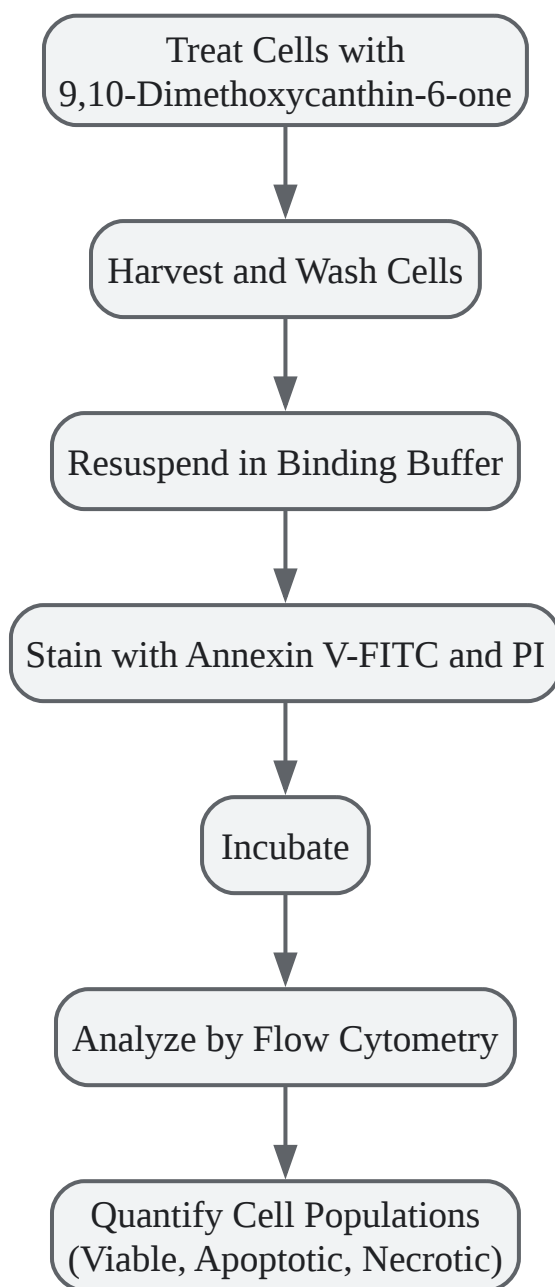 Treat Cells with
9,10-Dimethoxycanthin-6-one
Harvest and Wash Cells
Resuspend in Binding Buffer
Stain with Annexin V-FITC and PI
Incubate
Analyze by Flow Cytometry
Quantify Cell Populations
(Viable, Apoptotic, Necrotic)